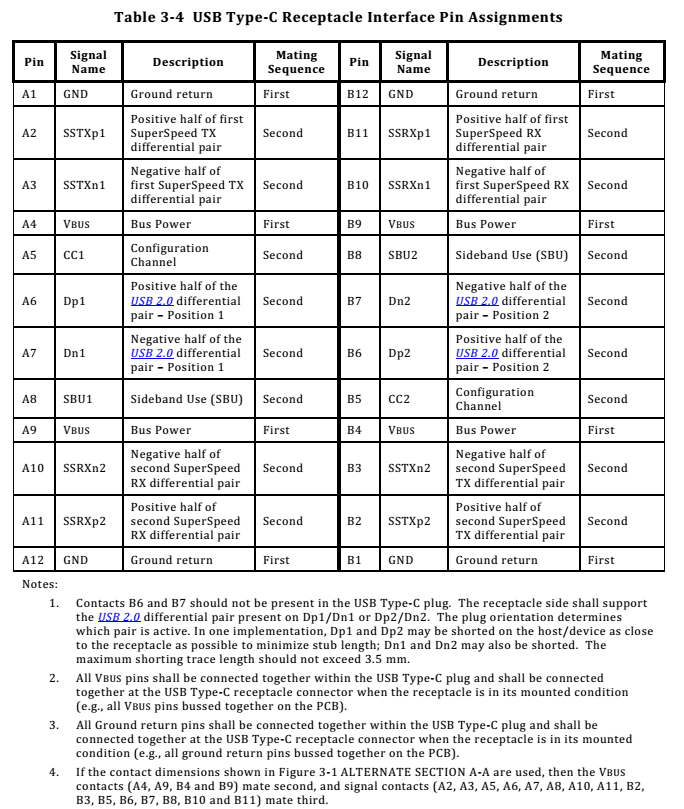 Table 3-4 USB Type-C Receptacle Interface Pin Assignments
Pin Signal Name Description Mating Sequence Pin Signal Name Description Mating Sequence
A1 GND Ground return First B12 GND Ground return First
A2 SSTXp1 Positive half of first SuperSpeed TX differential pair Second B11 SSRXp1 Positive half of first SuperSpeed RX differential pair Second
A3 SSTXn1 Negative half of first SuperSpeed TX differential pair Second B10 SSRXn1 Negative half of first SuperSpeed RX differential pair Second
A4 VBUS Bus Power First B9 VBUS Bus Power First
A5 CC1 Configuration Channel Second B8 SBU2 Sideband Use (SBU) Second
A6 Dp1 Positive half of the USB 2.0 differential pair – Position 1 Second B7 Dn2 Negative half of the USB 2.0 differential pair – Position 2 Second
A7 Dn1 Negative half of the USB 2.0 differential pair – Position 1 Second B6 Dp2 Positive half of the USB 2.0 differential pair – Position 2 Second
A8 SBU1 Sideband Use (SBU) Second B5 CC2 Configuration Channel Second
A9 VBUS Bus Power First B4 VBUS Bus Power First
A10 SSRXn2 Negative half of second SuperSpeed RX differential pair Second B3 SSTXn2 Negative half of second SuperSpeed TX differential pair Second
A11 SSRXp2 Positive half of second SuperSpeed RX differential pair Second B2 SSTXp2 Positive half of second SuperSpeed TX differential pair Second
A12 GND Ground return First B1 GND Ground return First
Notes:
1. Contacts B6 and B7 should not be present in the USB Type-C plug. The receptacle side shall support
the USB 2.0 differential pair present on Dp1/Dn1 or Dp2/Dn2. The plug orientation determines
which pair is active. In one implementation, Dp1 and Dp2 may be shorted on the host/device as close
to the receptacle as possible to minimize stub length; Dn1 and Dn2 may also be shorted. The
maximum shorting trace length should not exceed 3.5 mm.
2. All VBUS pins shall be connected together within the USB Type-C plug and shall be connected
together at the USB Type-C receptacle connector when the receptacle is in its mounted condition
(e.g., all VBUS pins bussed together on the PCB).
3. All Ground return pins shall be connected together within the USB Type-C plug and shall be
connected together at the USB Type-C receptacle connector when the receptacle is in its mounted
condition (e.g., all ground return pins bussed together on the PCB).
4. If the contact dimensions shown in Figure 3-1 ALTERNATE SECTION A-A are used, then the VBUS
contacts (A4, A9, B4 and B9) mate second, and signal contacts (A2, A3, A5, A6, A7, A8, A10, A11, B2,
B3, B5, B6, B7, B8, B10 and B11) mate third.